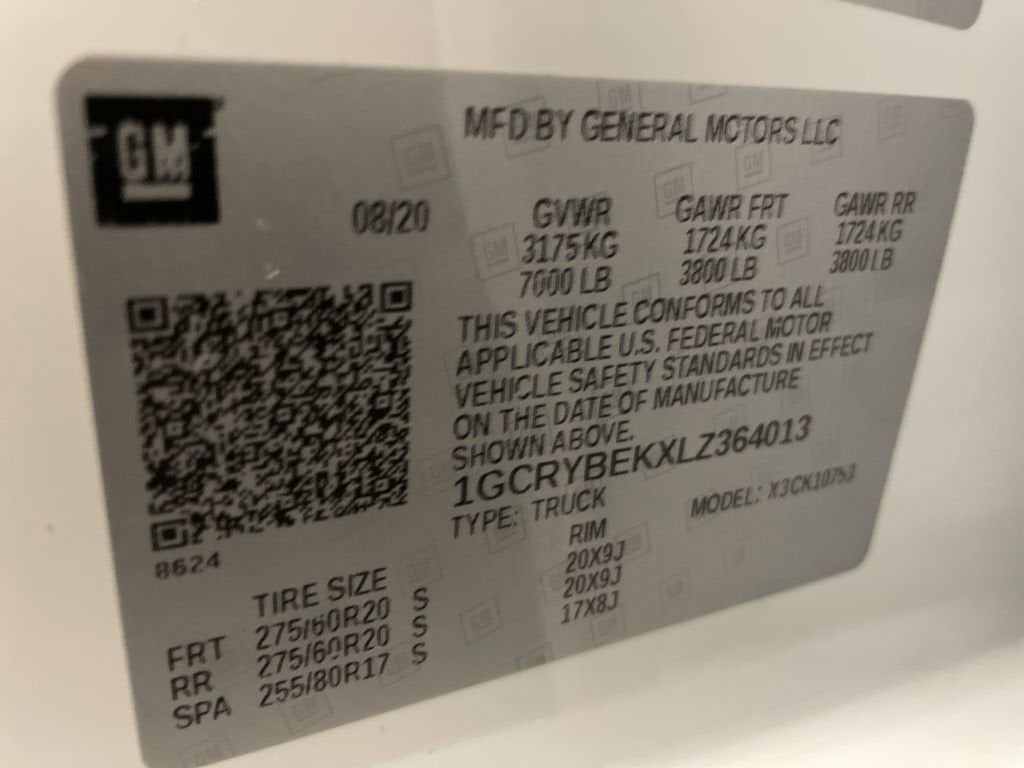 GM
MFD BY GENERAL MOTORS LLC
08/20 GVWR GAWR FRT GAWR RR
3175KG 1724KG 1724KG
7000 LB 3800 LB 3800 LB
THIS VEHICLE CONFORMS TO ALL
APPLICABLE U.S. FEDERAL MOTOR
VEHICLE SAFETY STANDARDS IN EFFECT
ON THE DATE OF MANUFACTURE
SHOWN ABOVE.
1GCRYBEKXLZ364013
TYPE: TRUCK MODEL: X3CK10753
8624
TIRE SIZE RIM
FRT 275/60R20 S 20X9J
RR 275/60R20 S 20X9J
SPA 255/80R17 S 17X8J